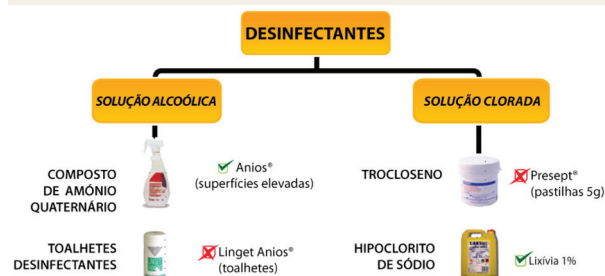 DESINFECTANTES
SOLUÇÃO ALCOÓLICA
SOLUÇÃO CLORADA
COMPOSTO
DE AMÓNIO
QUATERNÁRIO
Anios®
(superfícies elevadas)
TROCLOSENO
Presept®
(pastilhas 5g)
TOALHETES
DESINFECTANTES
Linget Anios®
(toalhetes)
HIPOCLORITO
DE SÓDIO
Lixívia 1%